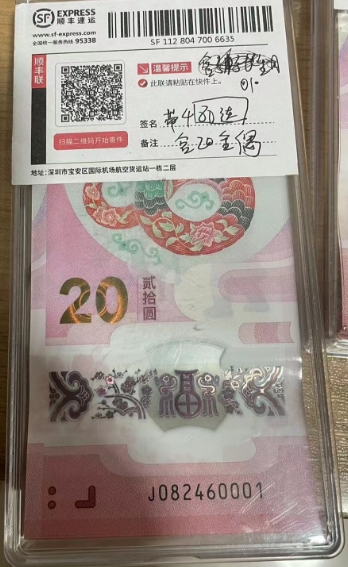 SF EXPRESS
顺丰速运
www.sf-express.com
全国统一服务热线 95338
SF 112 804 700 6635
顺丰联
温馨提示
此联请粘贴在快件上。
01-
扫描二维码开始寄件
签名
备注
地址：深圳市宝安区国际机场航空货运站一栋二层
20
贰拾圆
福
J082460001